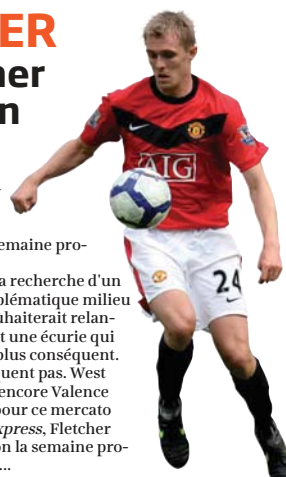 ER
her
n
emaine pro-
a recherche d'un
blématique milieu
uhaiterait relan-
t une écurie qui
plus conséquent.
uent pas. West
encore Valence
pour ce mercato
xpress, Fletcher
on la semaine pro-
...
AIG
24